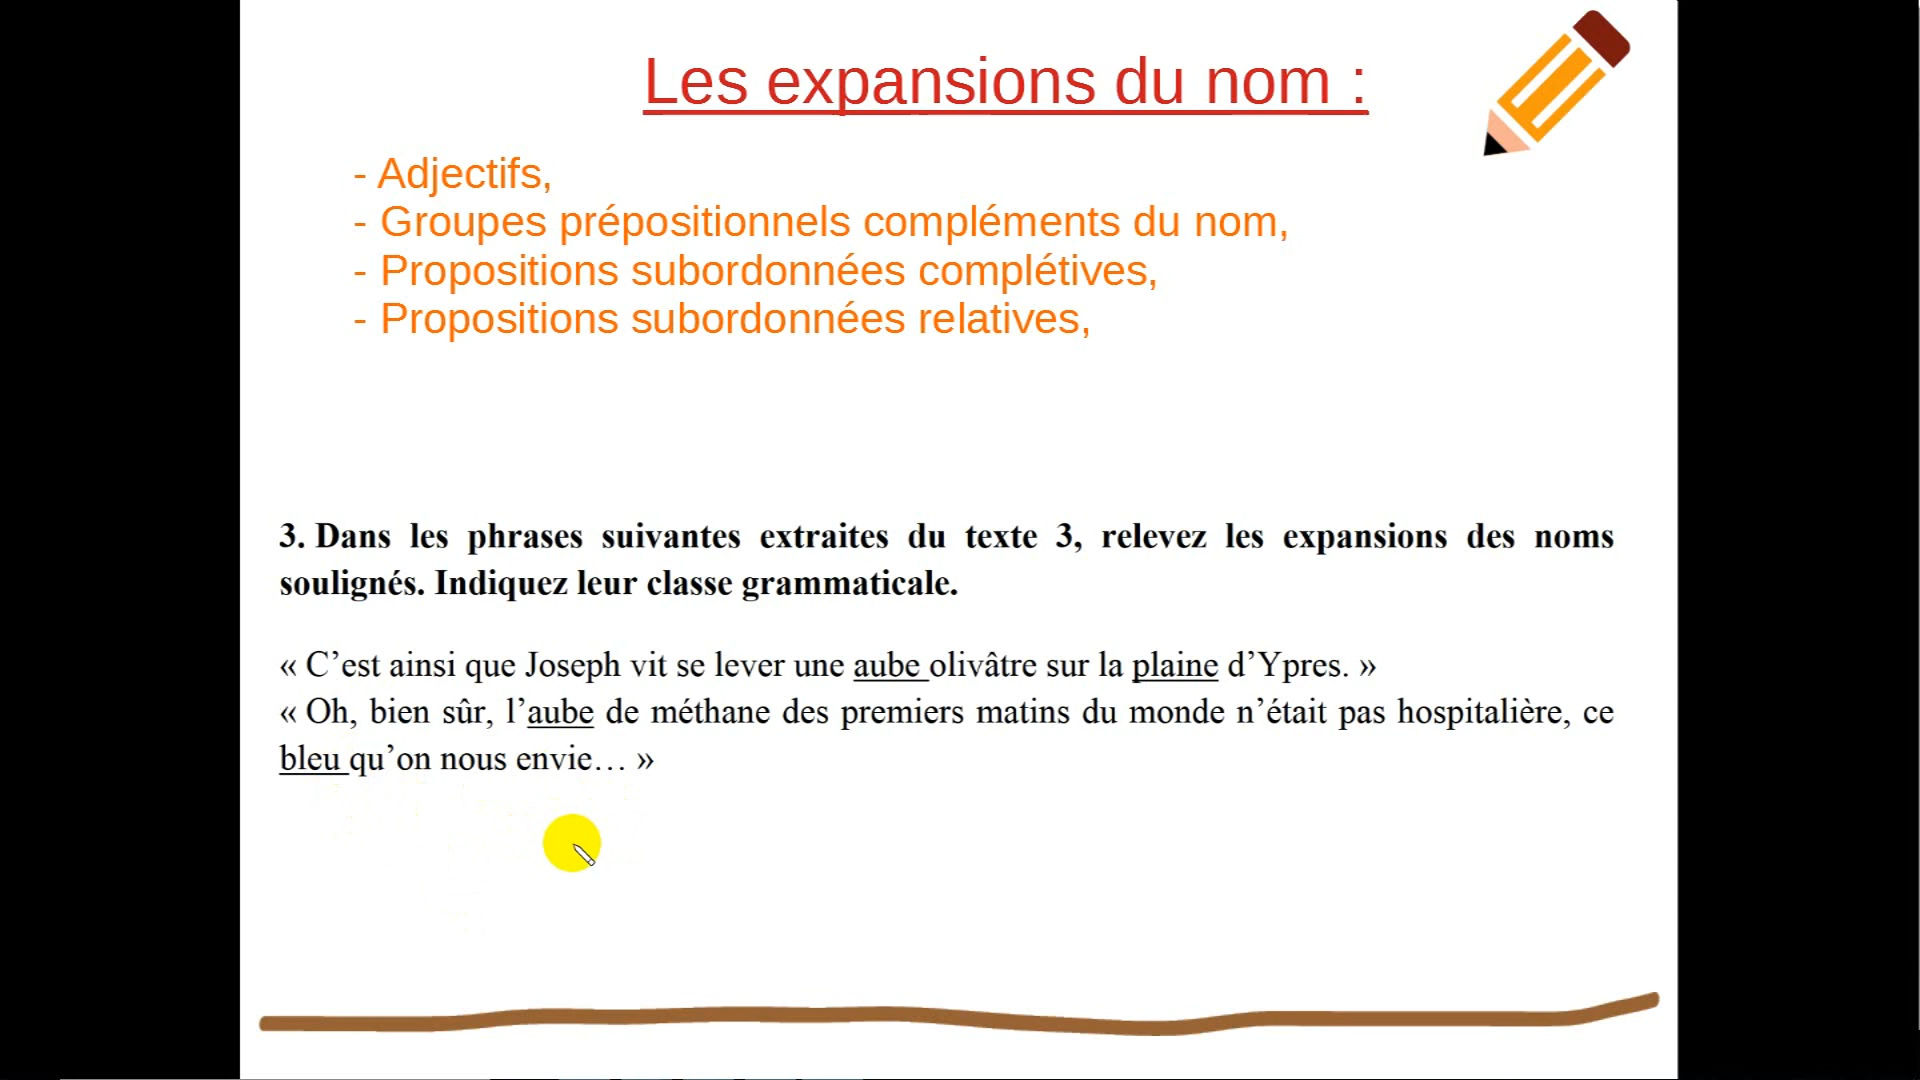 Les expansions du nom :
- Adjectifs,
- Groupes prépositionnels compléments du nom,
- Propositions subordonnées complétives,
- Propositions subordonnées relatives,
3. Dans les phrases suivantes extraites du texte 3, relevez les expansions des noms
soulignés. Indiquez leur classe grammaticale.
« C’est ainsi que Joseph vit se lever une aube olivâtre sur la plaine d’Ypres. »
« Oh, bien sûr, l’aube de méthane des premiers matins du monde n’était pas hospitalière, ce
bleu qu’on nous envie… »